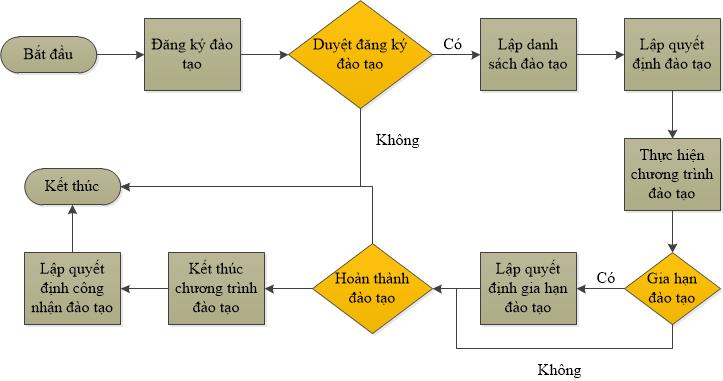 Bắt đầu
Đăng ký đào
tạo
Duyệt đăng ký
đào tạo
Có
Lập danh
sách đào tạo
Lập quyết
định đào tạo
Không
Thực hiện
chương trình
đào tạo
Kết thúc
Lập quyết
định công
nhận đào tạo
Kết thúc
chương trình
đào tạo
Hoàn thành
đào tạo
Lập quyết
định gia hạn
đào tạo
Có
Gia hạn
đào tạo
Không